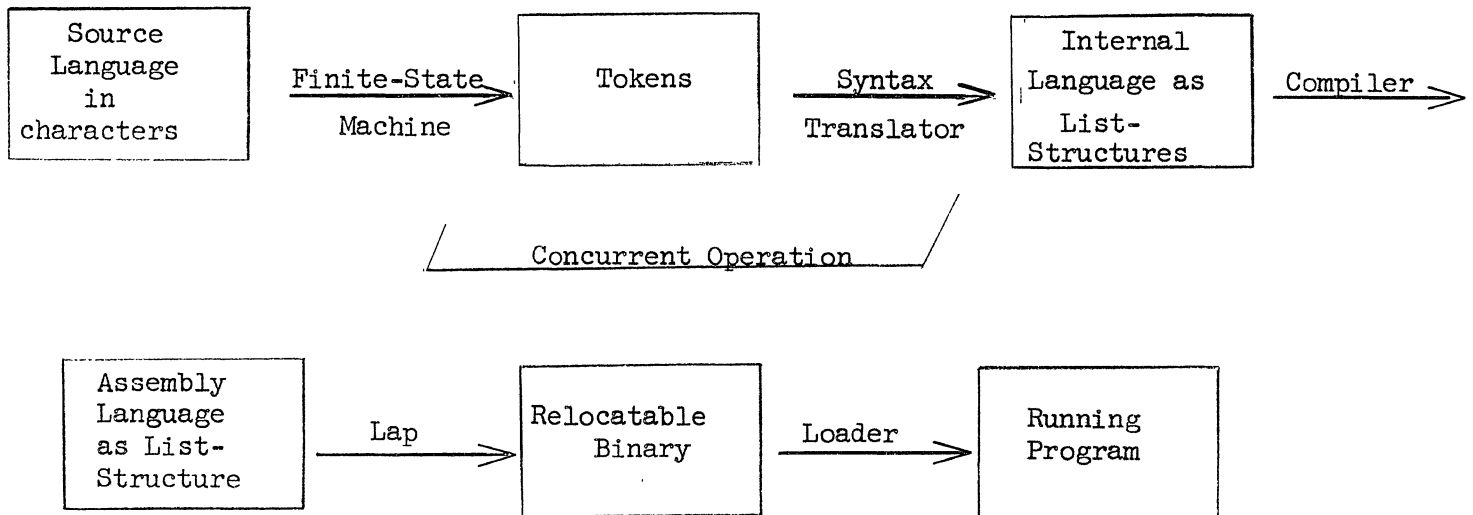 Source
Language
in
characters
Finite-State
Machine
Tokens
Syntax
Translator
Internal
Language as
List-
Structures
Compiler
Concurrent Operation
Assembly
Language
as List-
Structure
Lap
Relocatable
Binary
Loader
Running
Program